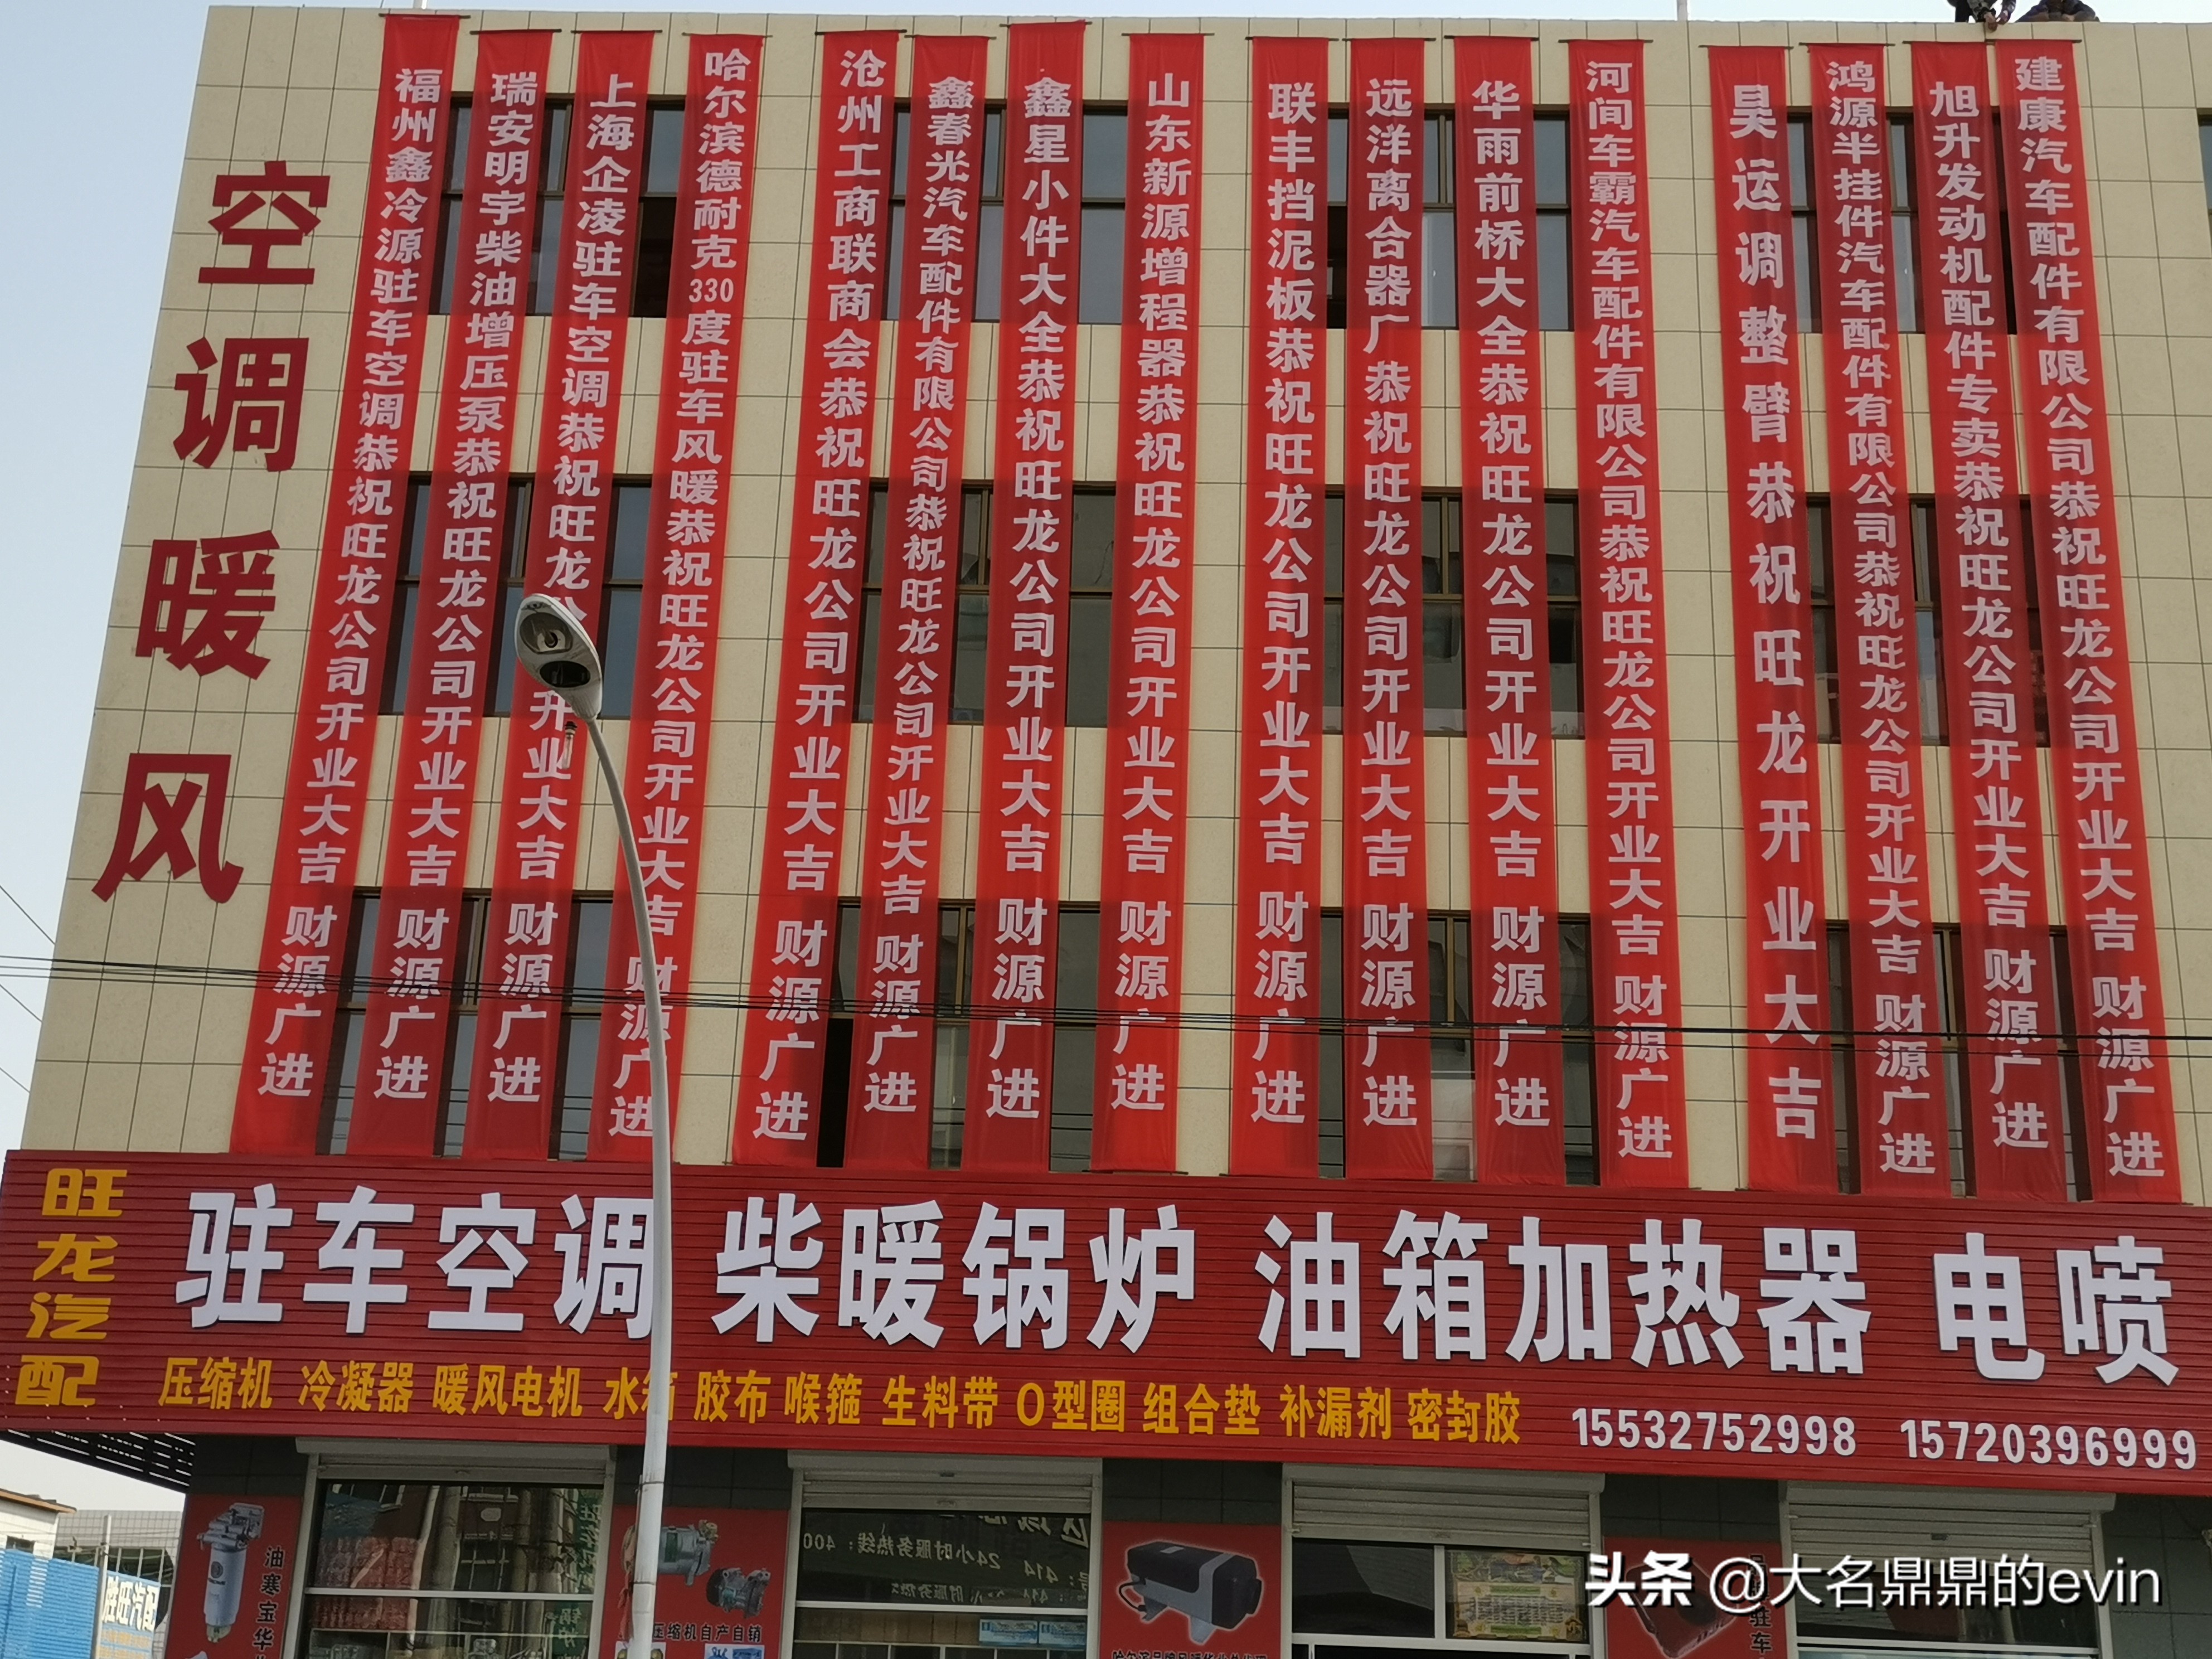 空调暖风
福州鑫冷源驻车空调恭祝旺龙公司开业大吉 财源广进
瑞安明宇柴油增压泵恭祝旺龙公司开业大吉 财源广进
上海企凌驻车空调恭祝旺龙 开业大吉 财源广进
哈尔滨德耐克330度驻车风暖恭祝旺龙公司开业大吉 财源广进
沧州工商联商会恭祝旺龙公司开业大吉 财源广进
鑫春光汽车配件有限公司恭祝旺龙公司开业大吉 财源广进
鑫星小件大全恭祝旺龙公司开业大吉 财源广进
山东新源增程器恭祝旺龙公司开业大吉 财源广进
联丰挡泥板恭祝旺龙公司开业大吉 财源广进
远洋离合器厂恭祝旺龙公司开业大吉 财源广进
华雨前桥大全恭祝旺龙公司开业大吉 财源广进
河间车霸汽车配件有限公司恭祝旺龙公司开业大吉 财源广进
昊运调整臂恭祝旺龙开业大吉
鸿源半挂件汽车配件有限公司恭祝旺龙公司开业大吉 财源广进
旭升发动机配件专卖恭祝旺龙公司开业大吉 财源广进
建康汽车配件有限公司恭祝旺龙公司开业大吉 财源广进
旺龙汽配
驻车空调 柴暖锅炉 油箱加热器 电喷
压缩机 冷凝器 暖风电机 水箱 胶布 喉箍 生料带 O型圈 组合垫 补漏剂 密封胶 15532752998 15720396999
油寒宝华
压缩机自产自销
24小时服务热线：400
驻车
胜旺汽配
头条 @大名鼎鼎的evin